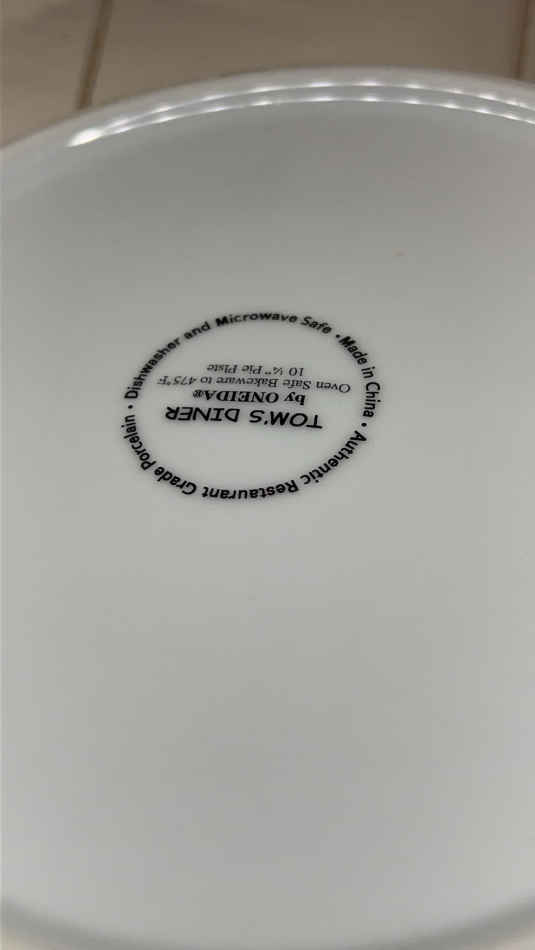 TOM'S DINER
by ONEIDA®
Oven Safe Bakeware to 475°F
10 ¼" Pie Plate
Authentic Restaurant Grade Porcelain • Dishwasher and Microwave Safe • Made in China •